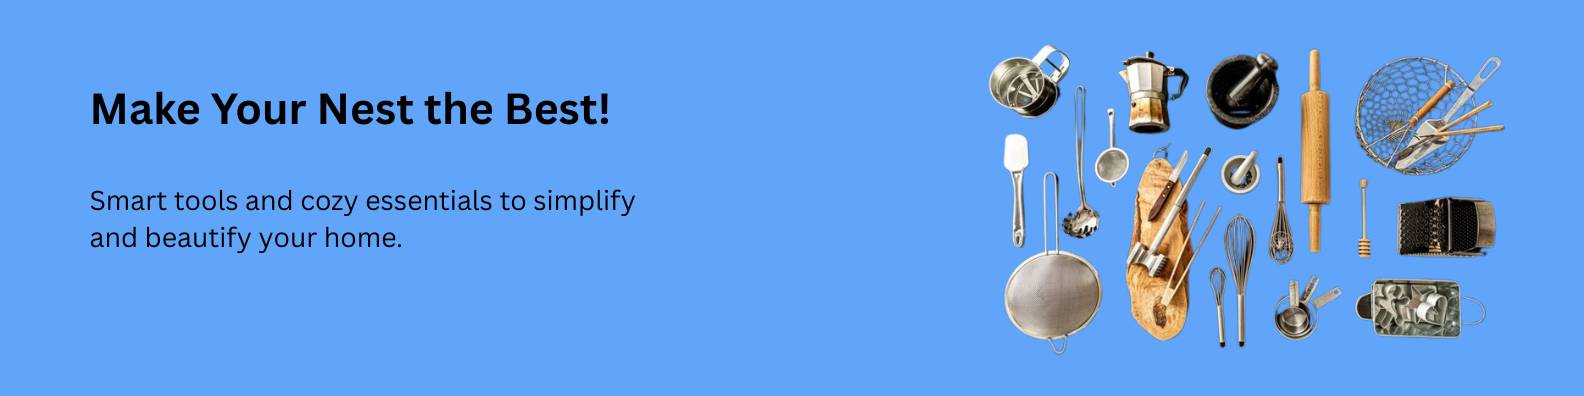 Make Your Nest the Best!
Smart tools and cozy essentials to simplify
and beautify your home.